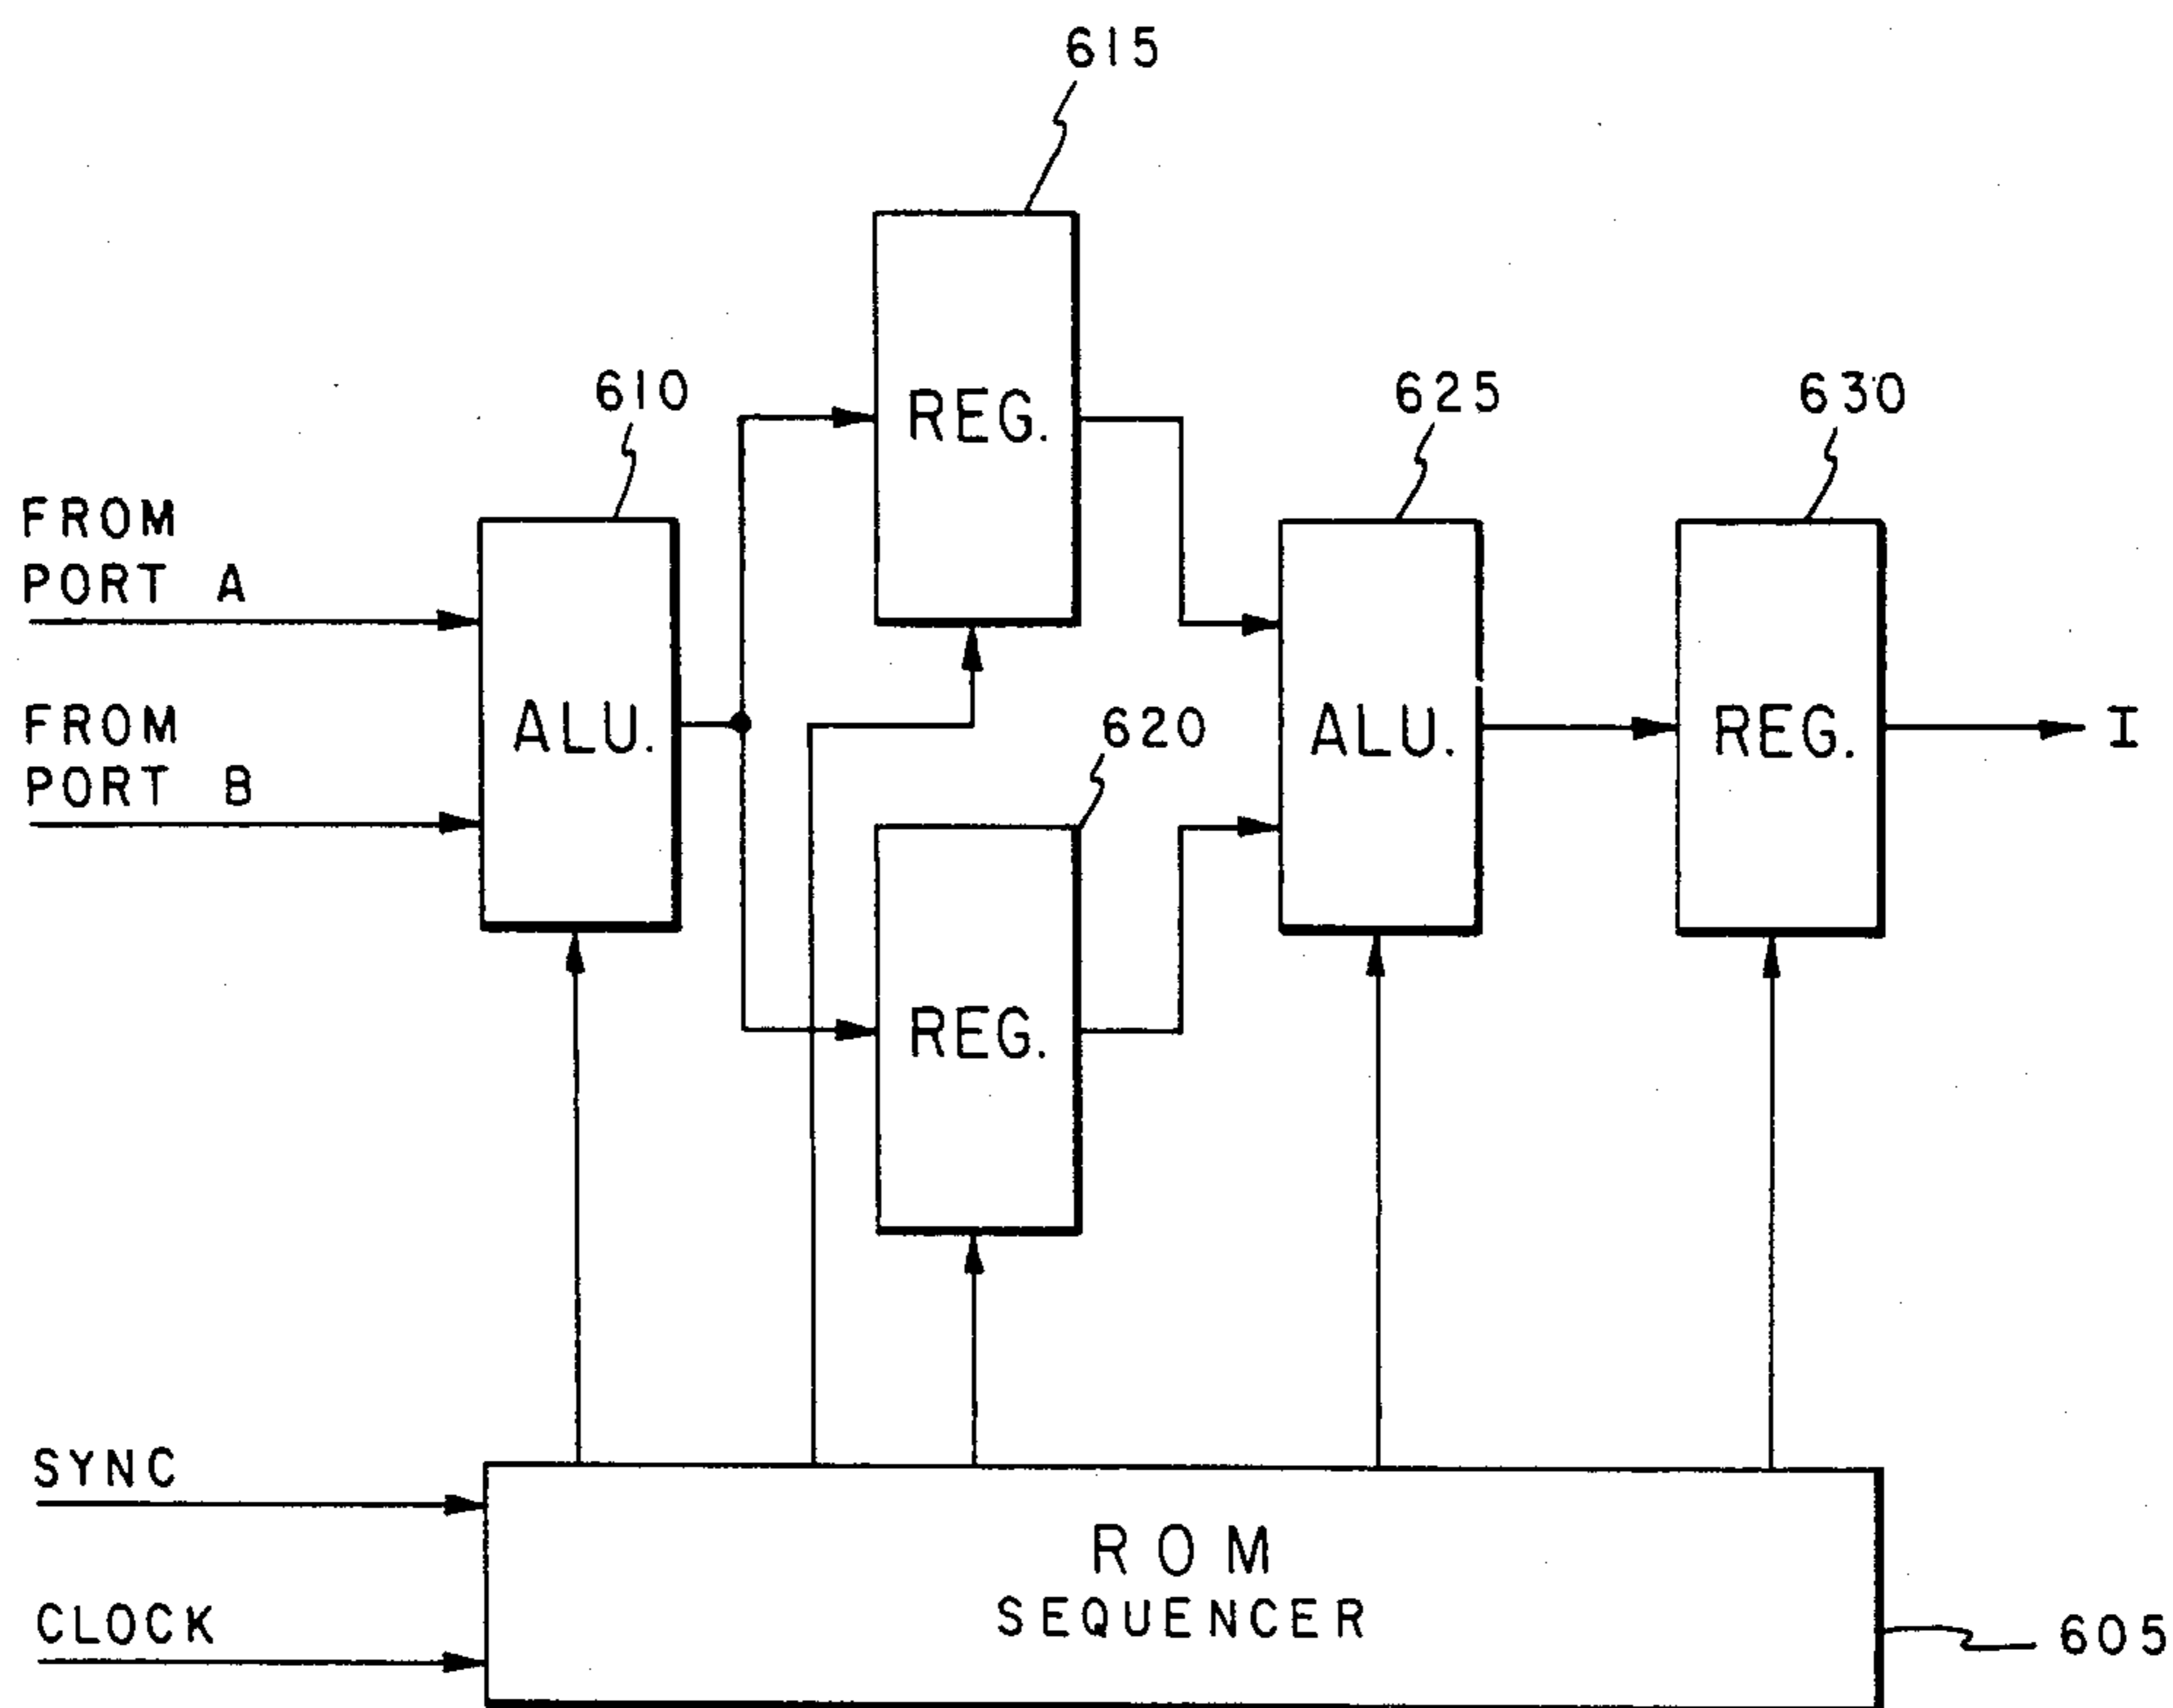 615
610
625
630
FROM
PORT A
REG.
FROM
PORT B
ALU.
620
ALU.
REG.
I
REG.
SYNC
ROM
SEQUENCER
CLOCK
605